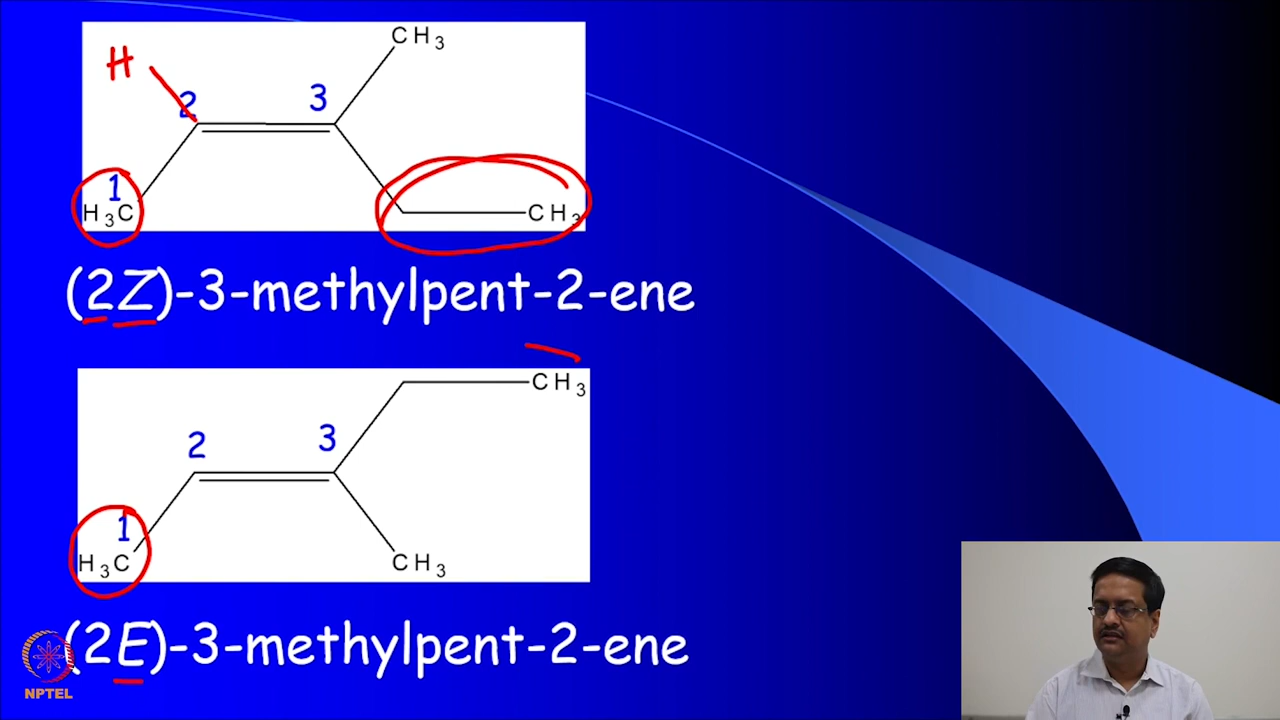 CH3
H
2 3
1
H3C CH3
(2Z)-3-methylpent-2-ene
CH3
2 3
1
H3C CH3
(2E)-3-methylpent-2-ene
NPTEL